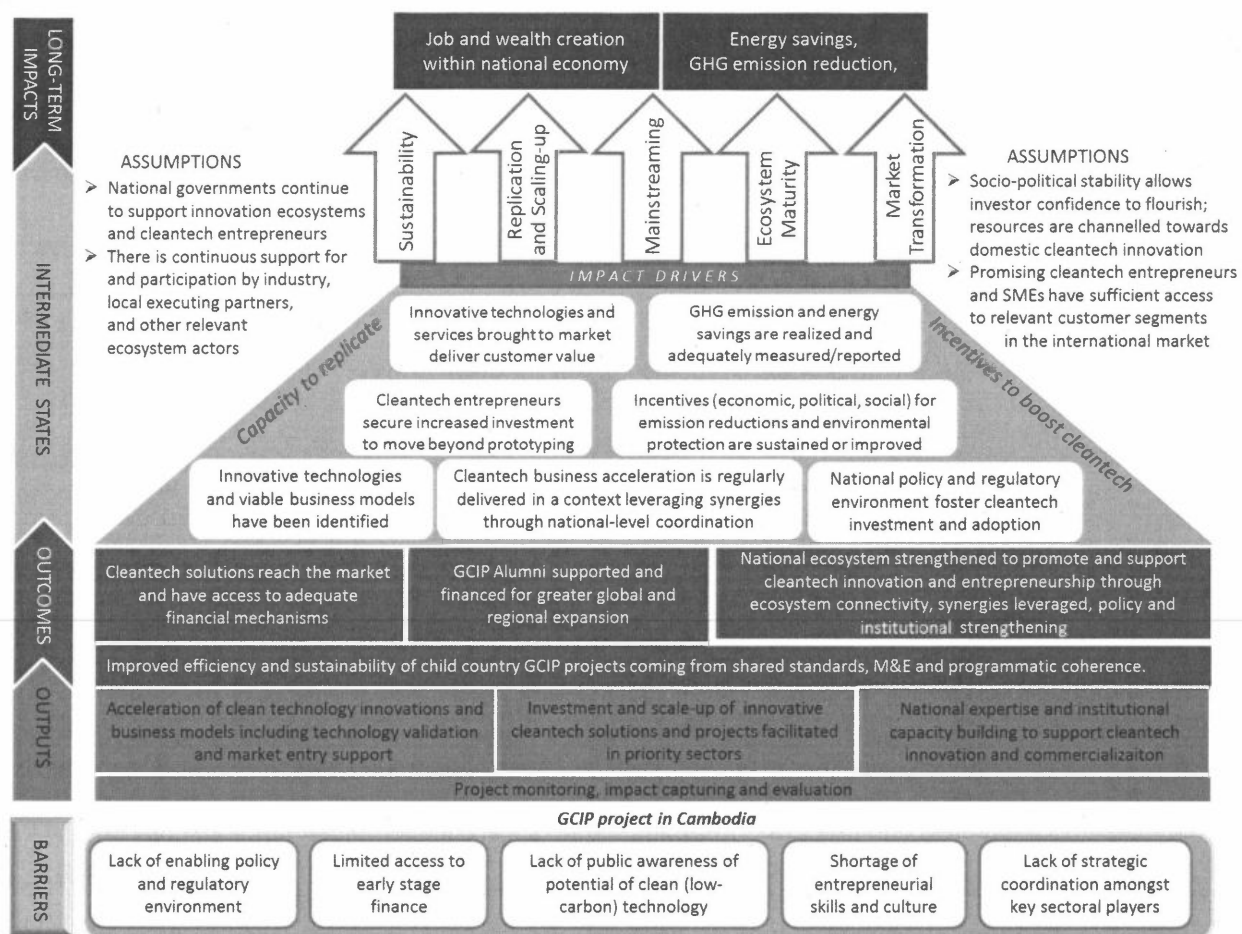 LONG-TERM
IMPACTS
Job and wealth creation
within national economy
Energy savings,
GHG emission reduction,
Sustainability
Replication
and Scaling-up
Mainstreaming
Ecosystem
Maturity
Market
Transformation
ASSUMPTIONS
➢ National governments continue
to support innovation ecosystems
and cleantech entrepreneurs
➢ There is continuous support for
and participation by industry,
local executing partners,
and other relevant
ecosystem actors
ASSUMPTIONS
➢ Socio-political stability allows
investor confidence to flourish;
resources are channelled towards
domestic cleantech innovation
➢ Promising cleantech entrepreneurs
and SMEs have sufficient access
to relevant customer segments
in the international market
IMPACT DRIVERS
INTERMEDIATE STATES
Capacity to replicate
Incentives to boost cleantech
Innovative technologies and
services brought to market
deliver customer value
GHG emission and energy
savings are realized and
adequately measured/reported
Cleantech entrepreneurs
secure increased investment
to move beyond prototyping
Incentives (economic, political, social) for
emission reductions and environmental
protection are sustained or improved
Innovative technologies
and viable business models
have been identified
Cleantech business acceleration is regularly
delivered in a context leveraging synergies
through national-level coordination
National policy and regulatory
environment foster cleantech
investment and adoption
OUTCOMES
Cleantech solutions reach the market
and have access to adequate
financial mechanisms
GCIP Alumni supported and
financed for greater global and
regional expansion
National ecosystem strengthened to promote and support
cleantech innovation and entrepreneurship through
ecosystem connectivity, synergies leveraged, policy and
institutional strengthening
Improved efficiency and sustainability of child country GCIP projects coming from shared standards, M&E and programmatic coherence.
OUTPUTS
Acceleration of clean technology innovations and
business models including technology validation
and market entry support
Investment and scale-up of innovative
cleantech solutions and projects facilitated
in priority sectors
National expertise and institutional
capacity building to support cleantech
innovation and commercializaiton
Project monitoring, impact capturing and evaluation
GCIP project in Cambodia
BARRIERS
Lack of enabling policy
and regulatory
environment
Limited access to
early stage
finance
Lack of public awareness of
potential of clean (low-
carbon) technology
Shortage of
entrepreneurial
skills and culture
Lack of strategic
coordination amongst
key sectoral players